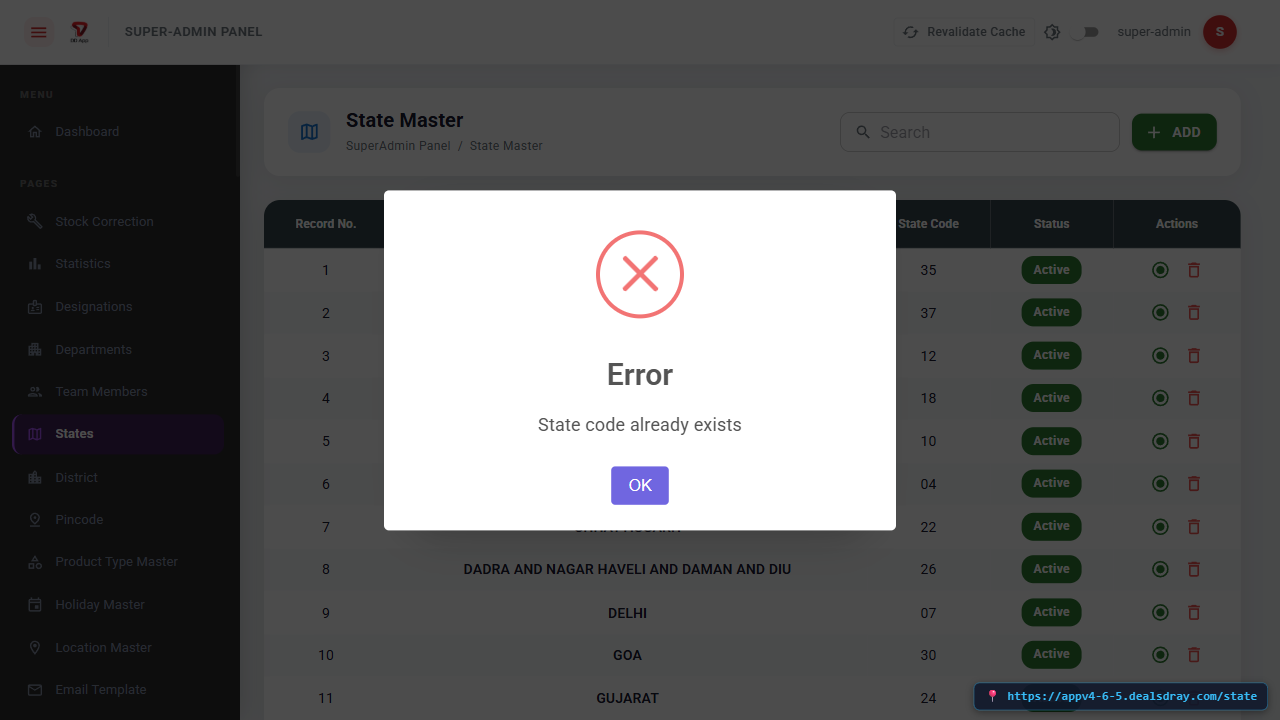 SUPER-ADMIN PANEL
Revalidate Cache
super-admin
S
MENU
Dashboard
PAGES
Stock Correction
Statistics
Designations
Departments
Team Members
States
District
Pincode
Product Type Master
Holiday Master
Location Master
Email Template
State Master
SuperAdmin Panel / State Master
Search
ADD
Record No. State Code Status Actions
1 35 Active
2 37 Active
3 12 Active
4 18 Active
5 10 Active
6 04 Active
7 22 Active
8 DADRA AND NAGAR HAVELI AND DAMAN AND DIU 26 Active
9 DELHI 07 Active
10 GOA 30 Active
11 GUJARAT 24
Error
State code already exists
OK
https://appv4-6-5.dealsdray.com/state